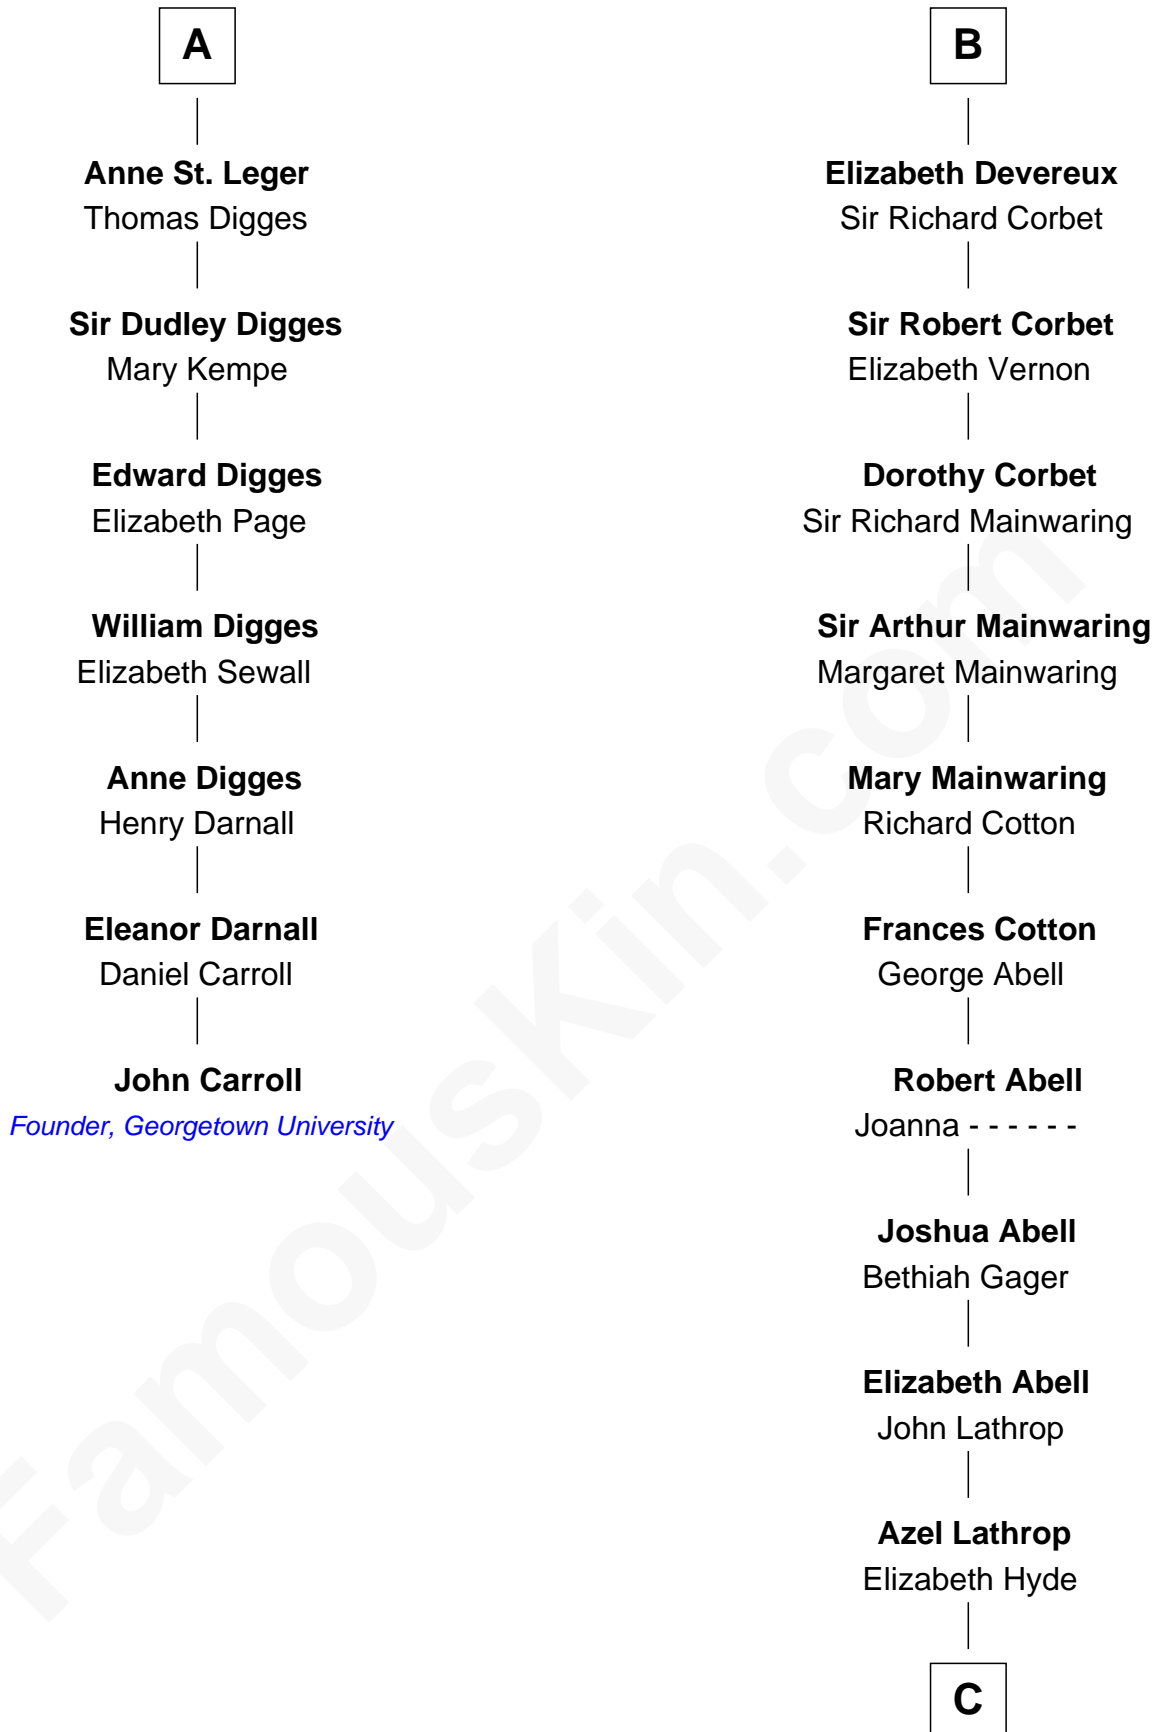 A
Anne St. Leger
Thomas Digges
Sir Dudley Digges
Mary Kempe
Edward Digges
Elizabeth Page
William Digges
Elizabeth Sewall
Anne Digges
Henry Darnall
Eleanor Darnall
Daniel Carroll
John Carroll
Founder, Georgetown University
B
Elizabeth Devereux
Sir Richard Corbet
Sir Robert Corbet
Elizabeth Vernon
Dorothy Corbet
Sir Richard Mainwaring
Sir Arthur Mainwaring
Margaret Mainwaring
Mary Mainwaring
Richard Cotton
Frances Cotton
George Abell
Robert Abell
Joanna - - - - - -
Joshua Abell
Bethiah Gager
Elizabeth Abell
John Lathrop
Azel Lathrop
Elizabeth Hyde
C
FamousKin.com